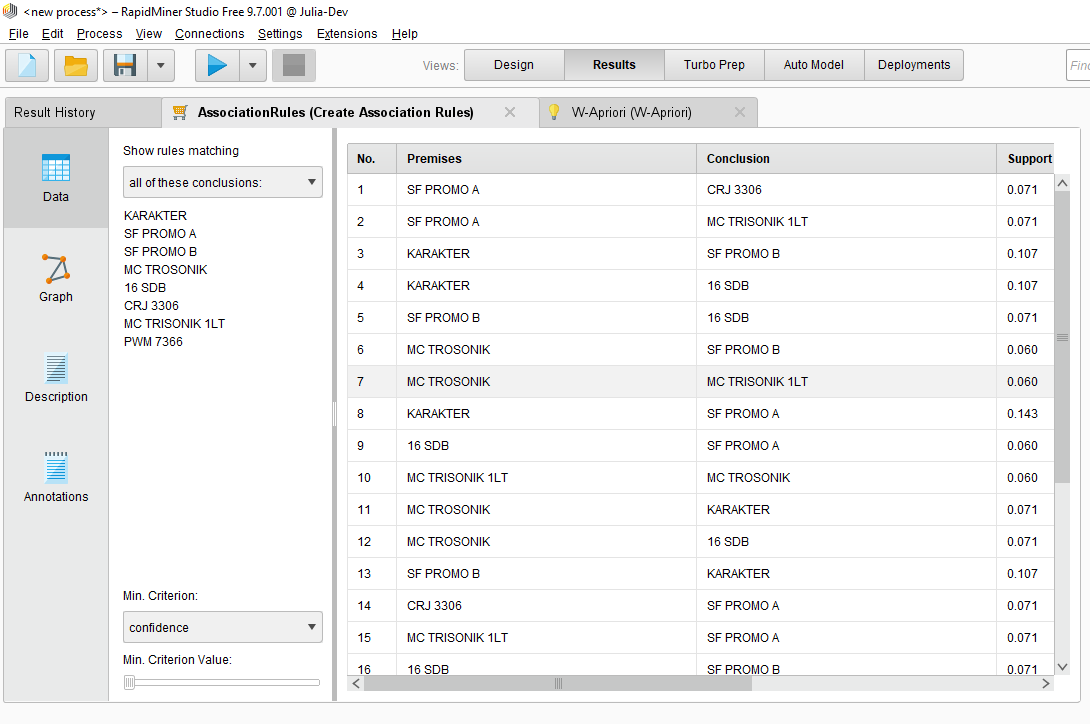 <new process*> – RapidMiner Studio Free 9.7.001 @ Julia-Dev
File Edit Process View Connections Settings Extensions Help
Views: Design Results Turbo Prep Auto Model Deployments Find
Result History AssociationRules (Create Association Rules) W-Apriori (W-Apriori)
Data
Graph
Description
Annotations
Show rules matching
all of these conclusions:
KARAKTER
SF PROMO A
SF PROMO B
MC TROSONIK
16 SDB
CRJ 3306
MC TRISONIK 1LT
PWM 7366
Min. Criterion:
confidence
Min. Criterion Value:
No. Premises Conclusion Support
1 SF PROMO A CRJ 3306 0.071
2 SF PROMO A MC TRISONIK 1LT 0.071
3 KARAKTER SF PROMO B 0.107
4 KARAKTER 16 SDB 0.107
5 SF PROMO B 16 SDB 0.071
6 MC TROSONIK SF PROMO B 0.060
7 MC TROSONIK MC TRISONIK 1LT 0.060
8 KARAKTER SF PROMO A 0.143
9 16 SDB SF PROMO A 0.060
10 MC TRISONIK 1LT MC TROSONIK 0.060
11 MC TROSONIK KARAKTER 0.071
12 MC TROSONIK 16 SDB 0.071
13 SF PROMO B KARAKTER 0.107
14 CRJ 3306 SF PROMO A 0.071
15 MC TRISONIK 1LT SF PROMO A 0.071
16 16 SDB SF PROMO B 0.071